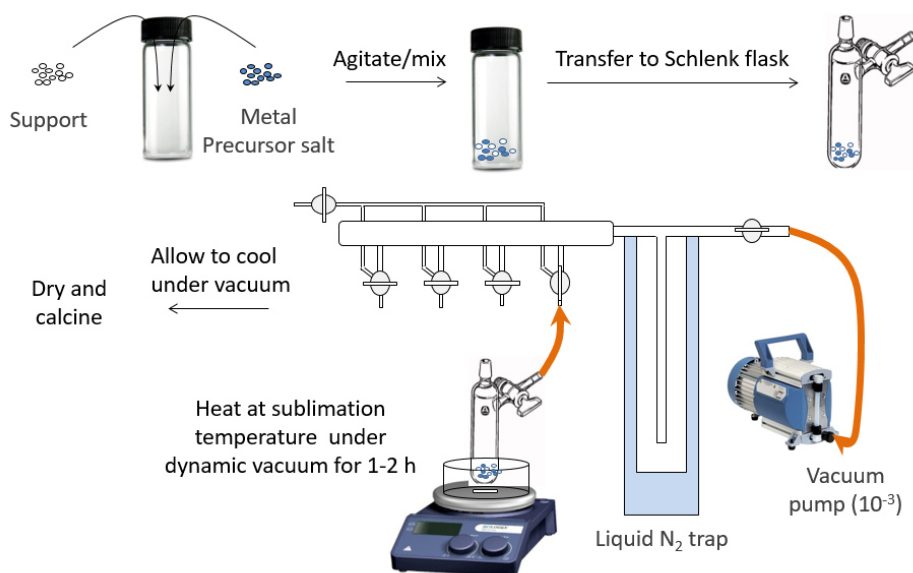 Support
Metal
Precursor salt
Agitate/mix
Transfer to Schlenk flask
Allow to cool
under vacuum
Dry and
calcine
Heat at sublimation
temperature under
dynamic vacuum for 1-2 h
Liquid N₂ trap
Vacuum
pump (10⁻³)